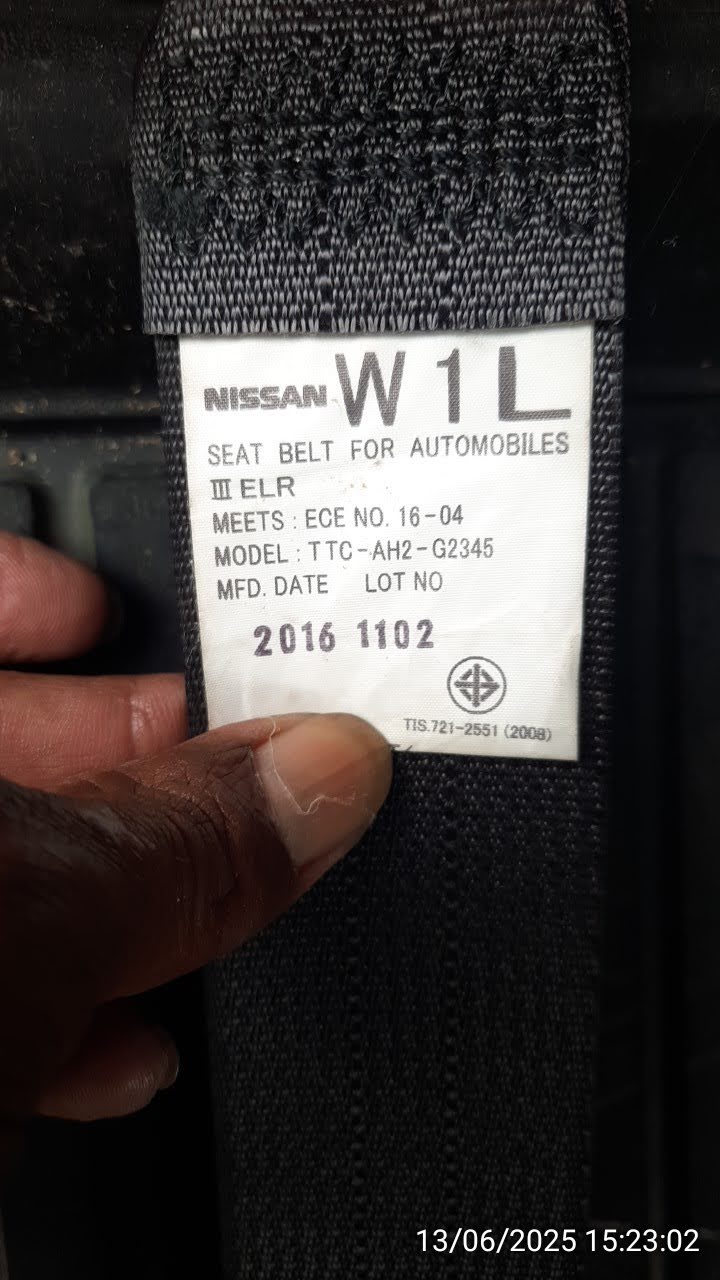 NISSAN W 1 L
SEAT BELT FOR AUTOMOBILES
III ELR
MEETS : ECE NO. 16-04
MODEL : TTC-AH2-G2345
MFD. DATE LOT NO
2016 1102
TIS.721-2551 (2008)
13/06/2025 15:23:02